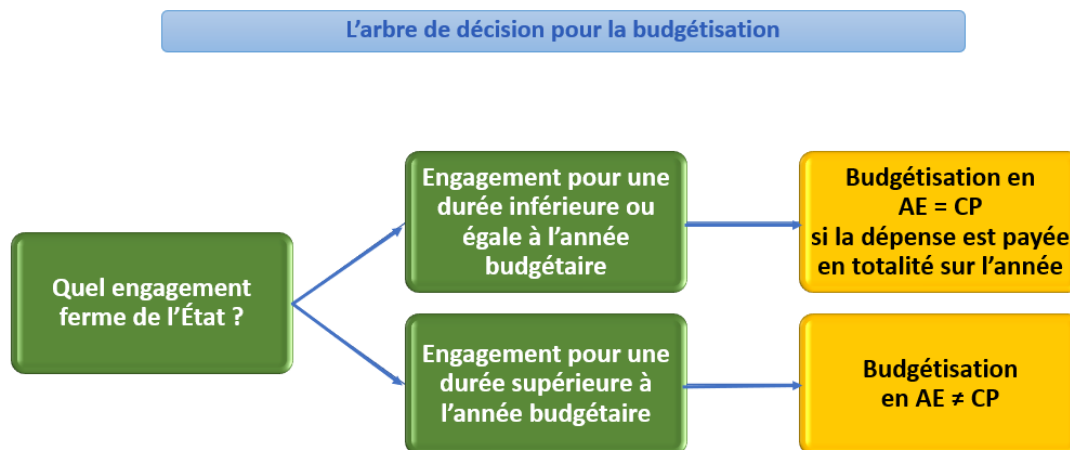 L'arbre de décision pour la budgétisation
Quel engagement
ferme de l'État ?
Engagement pour une
durée inférieure ou
égale à l'année
budgétaire
Budgétisation en
AE = CP
si la dépense est payée
en totalité sur l'année
Engagement pour une
durée supérieure à
l'année budgétaire
Budgétisation
en AE ≠ CP